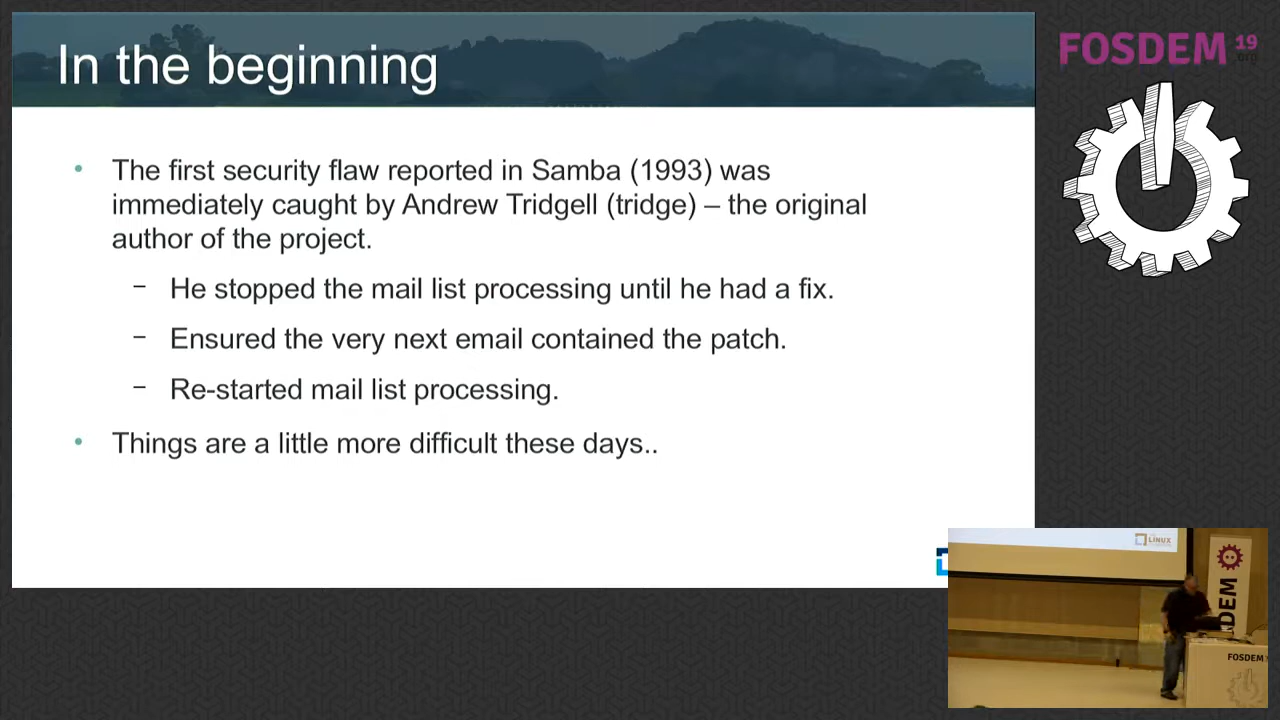 In the beginning
FOSDEM 19
.org
• The first security flaw reported in Samba (1993) was
immediately caught by Andrew Tridgell (tridge) – the original
author of the project.
– He stopped the mail list processing until he had a fix.
– Ensured the very next email contained the patch.
– Re-started mail list processing.
• Things are a little more difficult these days..
LINUX
DEM
FOSDEM